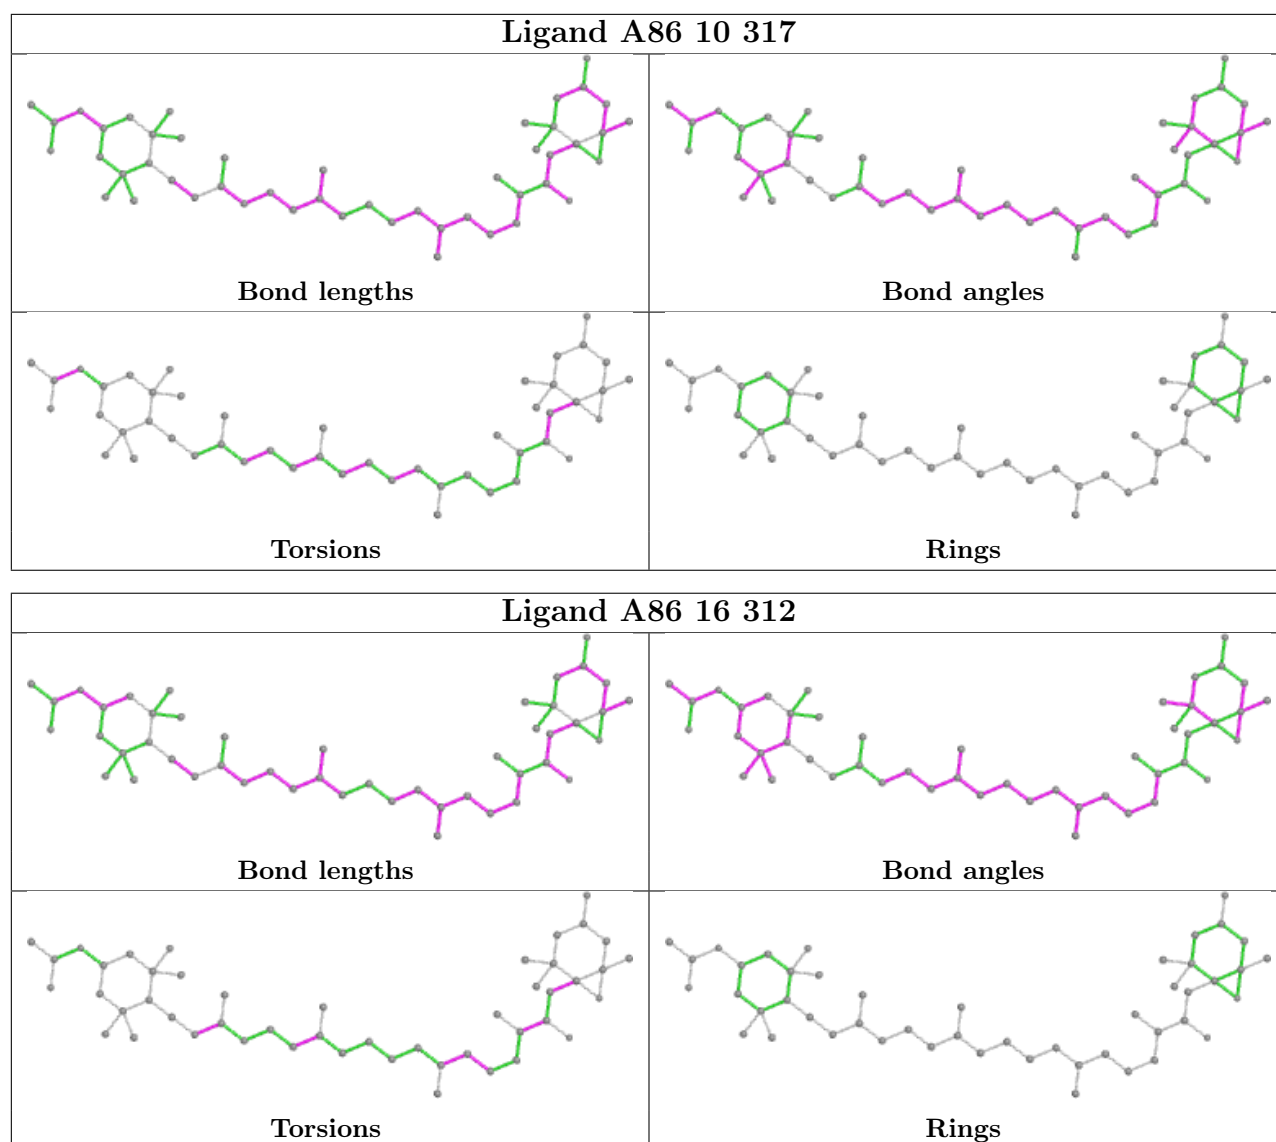 Ligand A86 10 317
Bond lengths
Bond angles
Torsions
Rings
Ligand A86 16 312
Bond lengths
Bond angles
Torsions
Rings